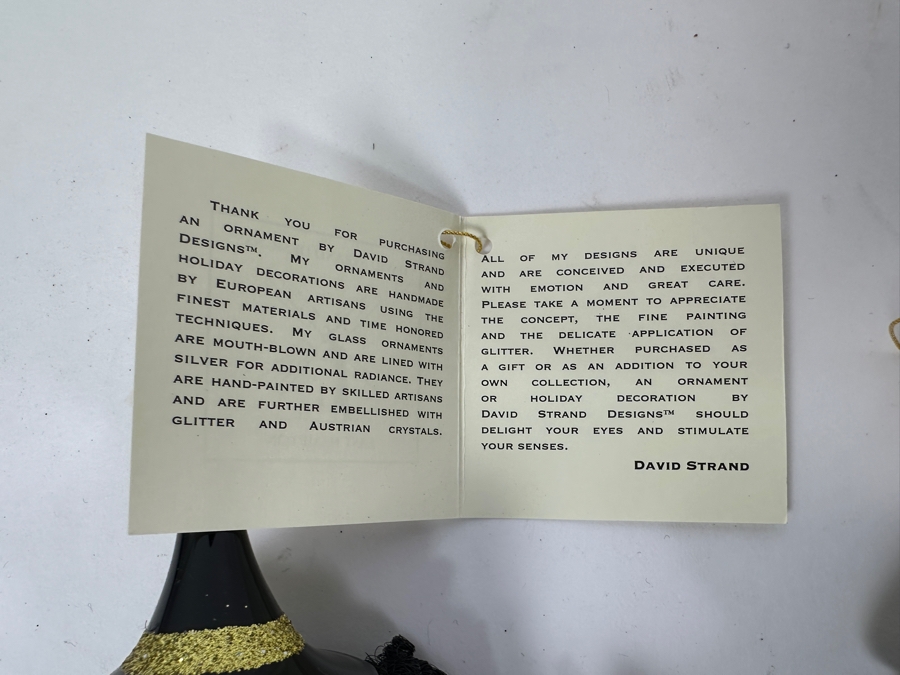 THANK YOU FOR PURCHASING
AN ORNAMENT BY DAVID STRAND
DESIGNS™. MY ORNAMENTS AND
HOLIDAY DECORATIONS ARE HANDMADE
BY EUROPEAN ARTISANS USING THE
FINEST MATERIALS AND TIME HONORED
TECHNIQUES. MY GLASS ORNAMENTS
ARE MOUTH-BLOWN AND ARE LINED WITH
SILVER FOR ADDITIONAL RADIANCE. THEY
ARE HAND-PAINTED BY SKILLED ARTISANS
AND ARE FURTHER EMBELLISHED WITH
GLITTER AND AUSTRIAN CRYSTALS.
ALL OF MY DESIGNS ARE UNIQUE
AND ARE CONCEIVED AND EXECUTED
WITH EMOTION AND GREAT CARE.
PLEASE TAKE A MOMENT TO APPRECIATE
THE CONCEPT, THE FINE PAINTING
AND THE DELICATE APPLICATION OF
GLITTER. WHETHER PURCHASED AS
A GIFT OR AS AN ADDITION TO YOUR
OWN COLLECTION, AN ORNAMENT
OR HOLIDAY DECORATION BY
DAVID STRAND DESIGNS™ SHOULD
DELIGHT YOUR EYES AND STIMULATE
YOUR SENSES.
DAVID STRAND